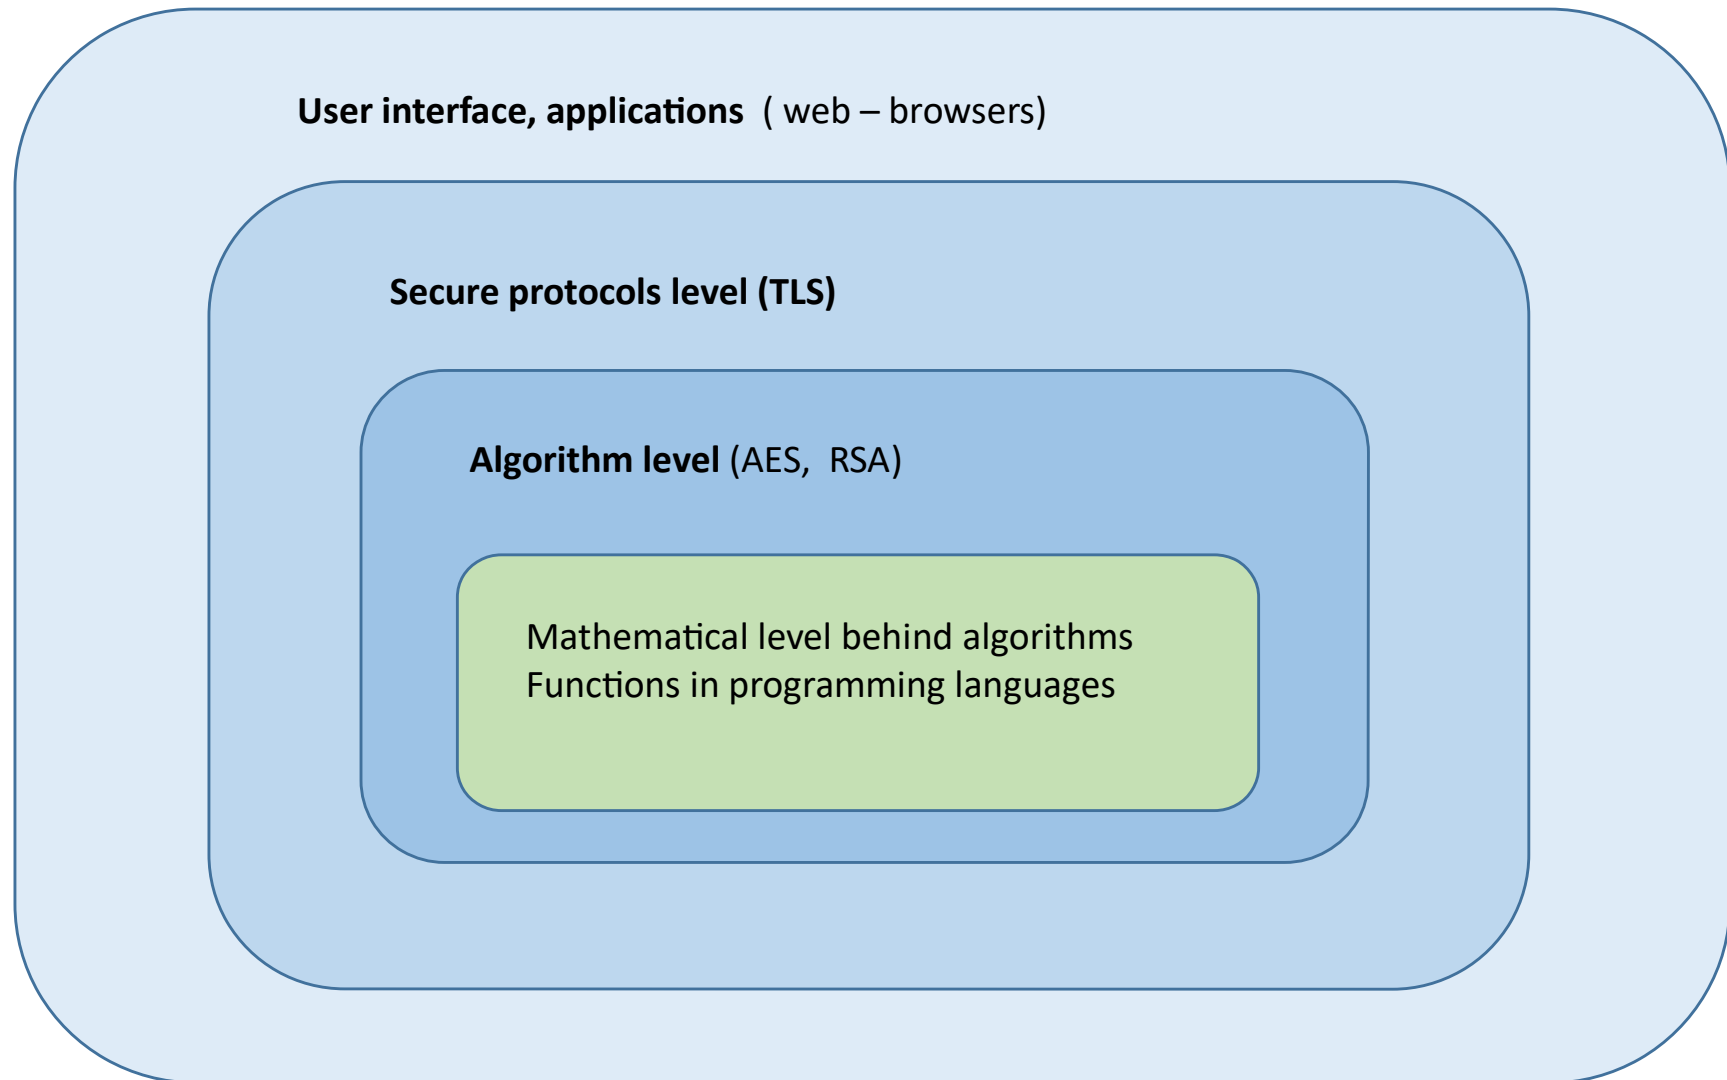 User interface, applications ( web – browsers)
Secure protocols level (TLS)
Algorithm level (AES, RSA)
Mathematical level behind algorithms
Functions in programming languages